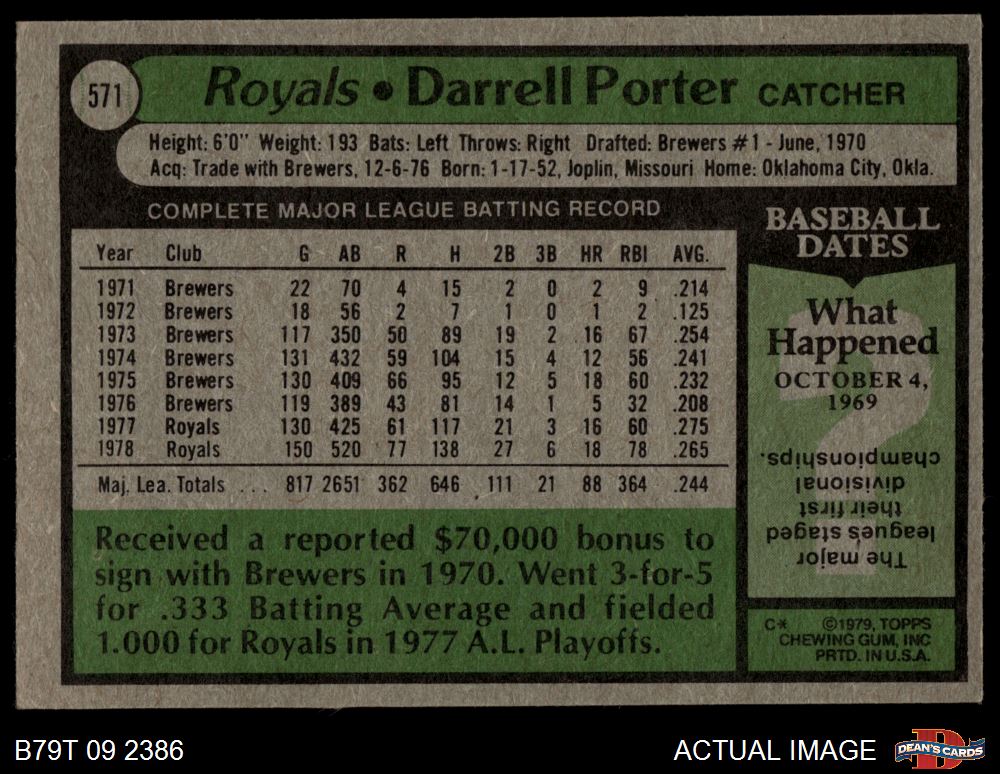 571
Royals • Darrell Porter CATCHER
Height: 6'0" Weight: 193 Bats: Left Throws: Right Drafted: Brewers #1 - June, 1970
Acq: Trade with Brewers, 12-6-76 Born: 1-17-52, Joplin, Missouri Home: Oklahoma City, Okla.
COMPLETE MAJOR LEAGUE BATTING RECORD
Year Club G AB R H 2B 3B HR RBI AVG.
1971 Brewers 22 70 4 15 2 0 2 9 .214
1972 Brewers 18 56 2 7 1 0 1 2 .125
1973 Brewers 117 350 50 89 19 2 16 67 .254
1974 Brewers 131 432 59 104 15 4 12 56 .241
1975 Brewers 130 409 66 95 12 5 18 60 .232
1976 Brewers 119 389 43 81 14 1 5 32 .208
1977 Royals 130 425 61 117 21 3 16 60 .275
1978 Royals 150 520 77 138 27 6 18 78 .265
Maj. Lea. Totals ... 817 2651 362 646 111 21 88 364 .244
Received a reported $70,000 bonus to
sign with Brewers in 1970. Went 3-for-5
for .333 Batting Average and fielded
1.000 for Royals in 1977 A.L. Playoffs.
BASEBALL
DATES
What
Happened
OCTOBER 4,
1969
The major
leagues staged
their first
divisional
championships.
C* ©1979, TOPPS
CHEWING GUM, INC
PRTD. IN U.S.A.
B79T 09 2386
ACTUAL IMAGE
DEAN'S CARDS